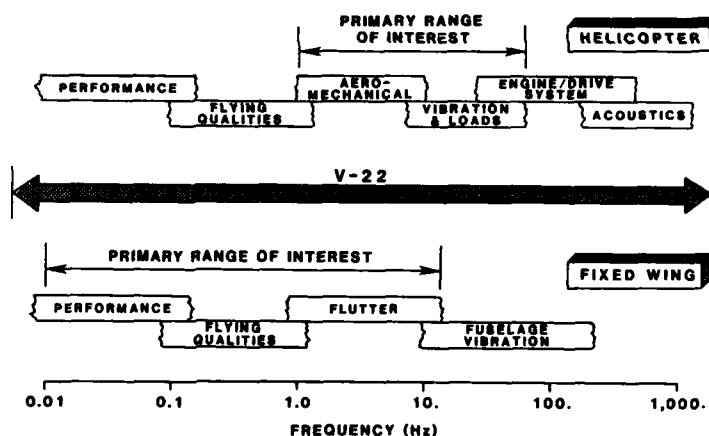 PRIMARY RANGE
OF INTEREST
HELICOPTER
PERFORMANCE
FLYING
QUALITIES
AERO-
MECHANICAL
VIBRATION
& LOADS
ENGINE/DRIVE
SYSTEM
ACOUSTICS
V-22
PRIMARY RANGE OF INTEREST
FIXED WING
PERFORMANCE
FLYING
QUALITIES
FLUTTER
FUSELAGE
VIBRATION
0.01 0.1 1.0 10. 100. 1,000.
FREQUENCY (Hz)